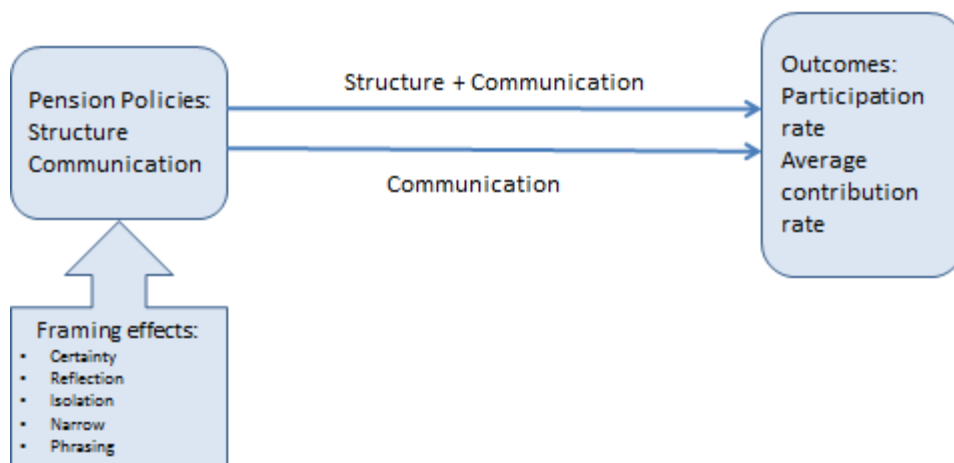 Pension Policies:
Structure
Communication
Structure + Communication
Communication
Outcomes:
Participation
rate
Average
contribution
rate
Framing effects:
• Certainty
• Reflection
• Isolation
• Narrow
• Phrasing